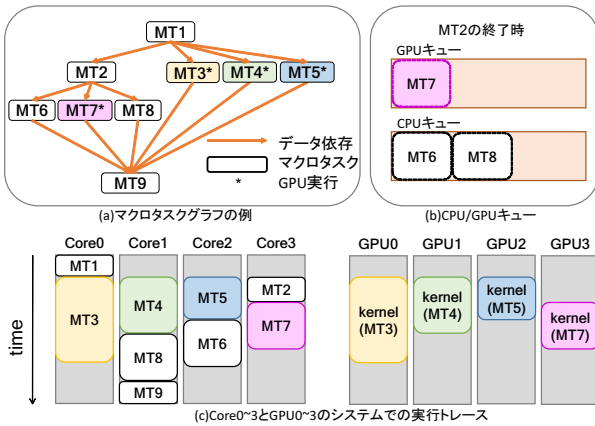 MT1
MT2
MT3*
MT4*
MT5*
MT6
MT7*
MT8
MT9
データ依存
マクロタスク
* GPU実行
(a)マクロタスクグラフの例
MT2の終了時
GPUキュー
MT7
CPUキュー
MT6 MT8
(b)CPU/GPUキュー
time
Core0 Core1 Core2 Core3
MT1
MT3
MT4
MT8
MT9
MT5
MT6
MT2
MT7
GPU0 GPU1 GPU2 GPU3
kernel
(MT3)
kernel
(MT4)
kernel
(MT5)
kernel
(MT7)
(c)Core0~3とGPU0~3のシステムでの実行トレース